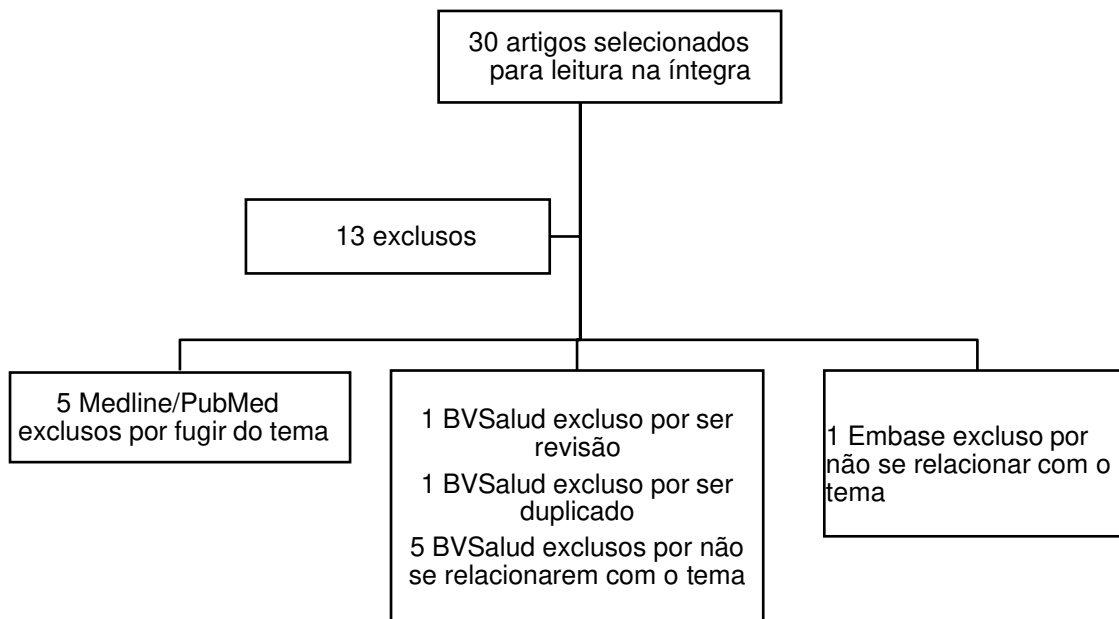 30 artigos selecionados
para leitura na íntegra
13 exclusos
5 Medline/PubMed
exclusos por fugir do tema
1 BVSalud excluso por ser
revisão
1 BVSalud excluso por ser
duplicado
5 BVSalud exclusos por não
se relacionarem com o tema
1 Embase excluso por
não se relacionar com o
tema